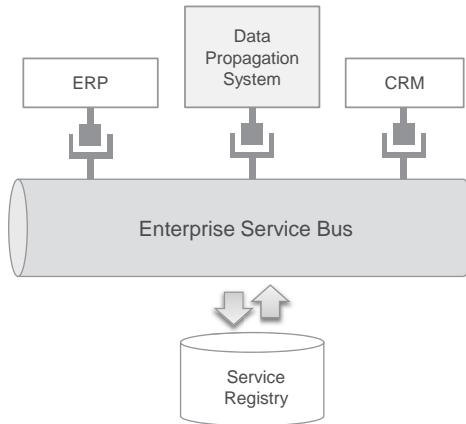 ERP
Data
Propagation
System
CRM
Enterprise Service Bus
Service
Registry